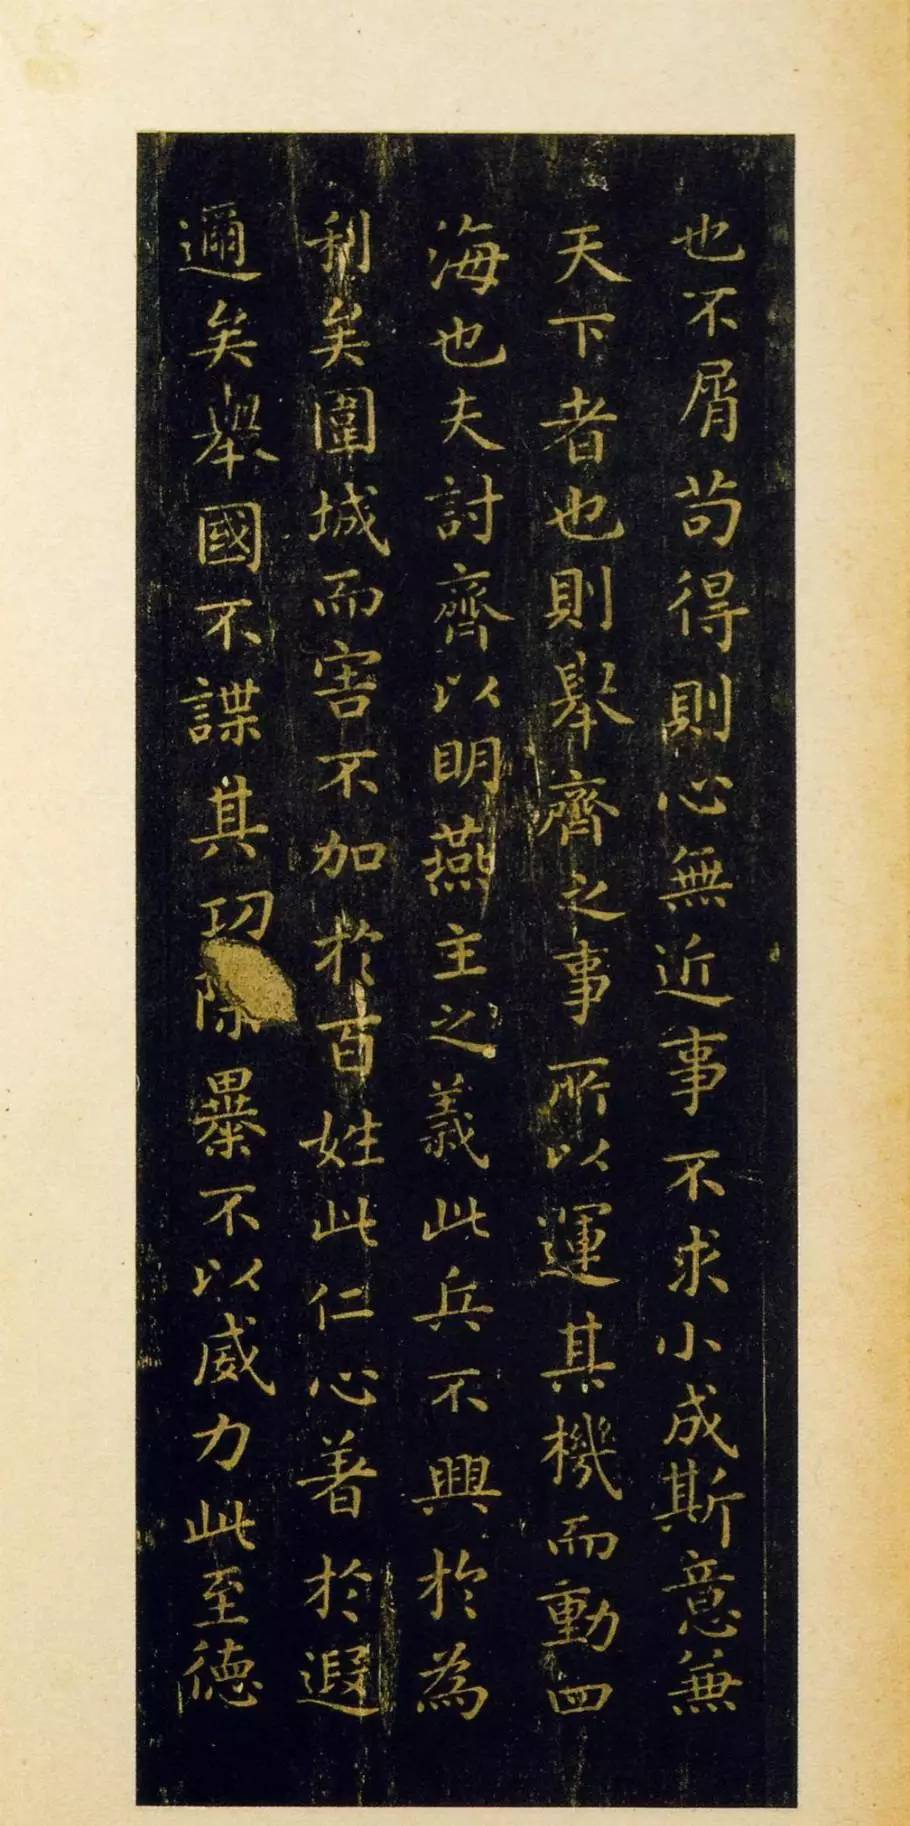 也不屑苟得則心無近事不求小成斯意兼
天下者也則舉齊之事所以運其機而動四
海也夫討齊以明燕主之義此兵不興於為
利矣圍城而害不加於百姓此仁心著於遐
邇矣舉國不謀其功除暴不以威力此至德